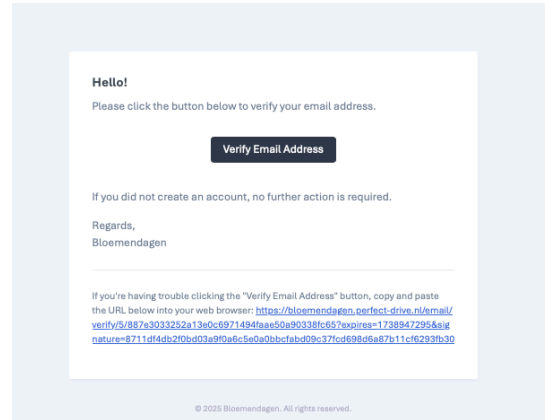 Hello!
Please click the button below to verify your email address.
Verify Email Address
If you did not create an account, no further action is required.
Regards,
Bloemendagen
If you're having trouble clicking the "Verify Email Address" button, copy and paste
the URL below into your web browser: https://bloemendagen.perfect-drive.nl/email/
verify/5/887e3033252a13e0c6971494faae50a90338fc65?expires=1738947295&sig
nature=8711df4db2f0bd03a9f0a6c5e0a0bbcfabd09c37fcd698d6a87b11cf6293fb30
© 2025 Bloemendagen. All rights reserved.